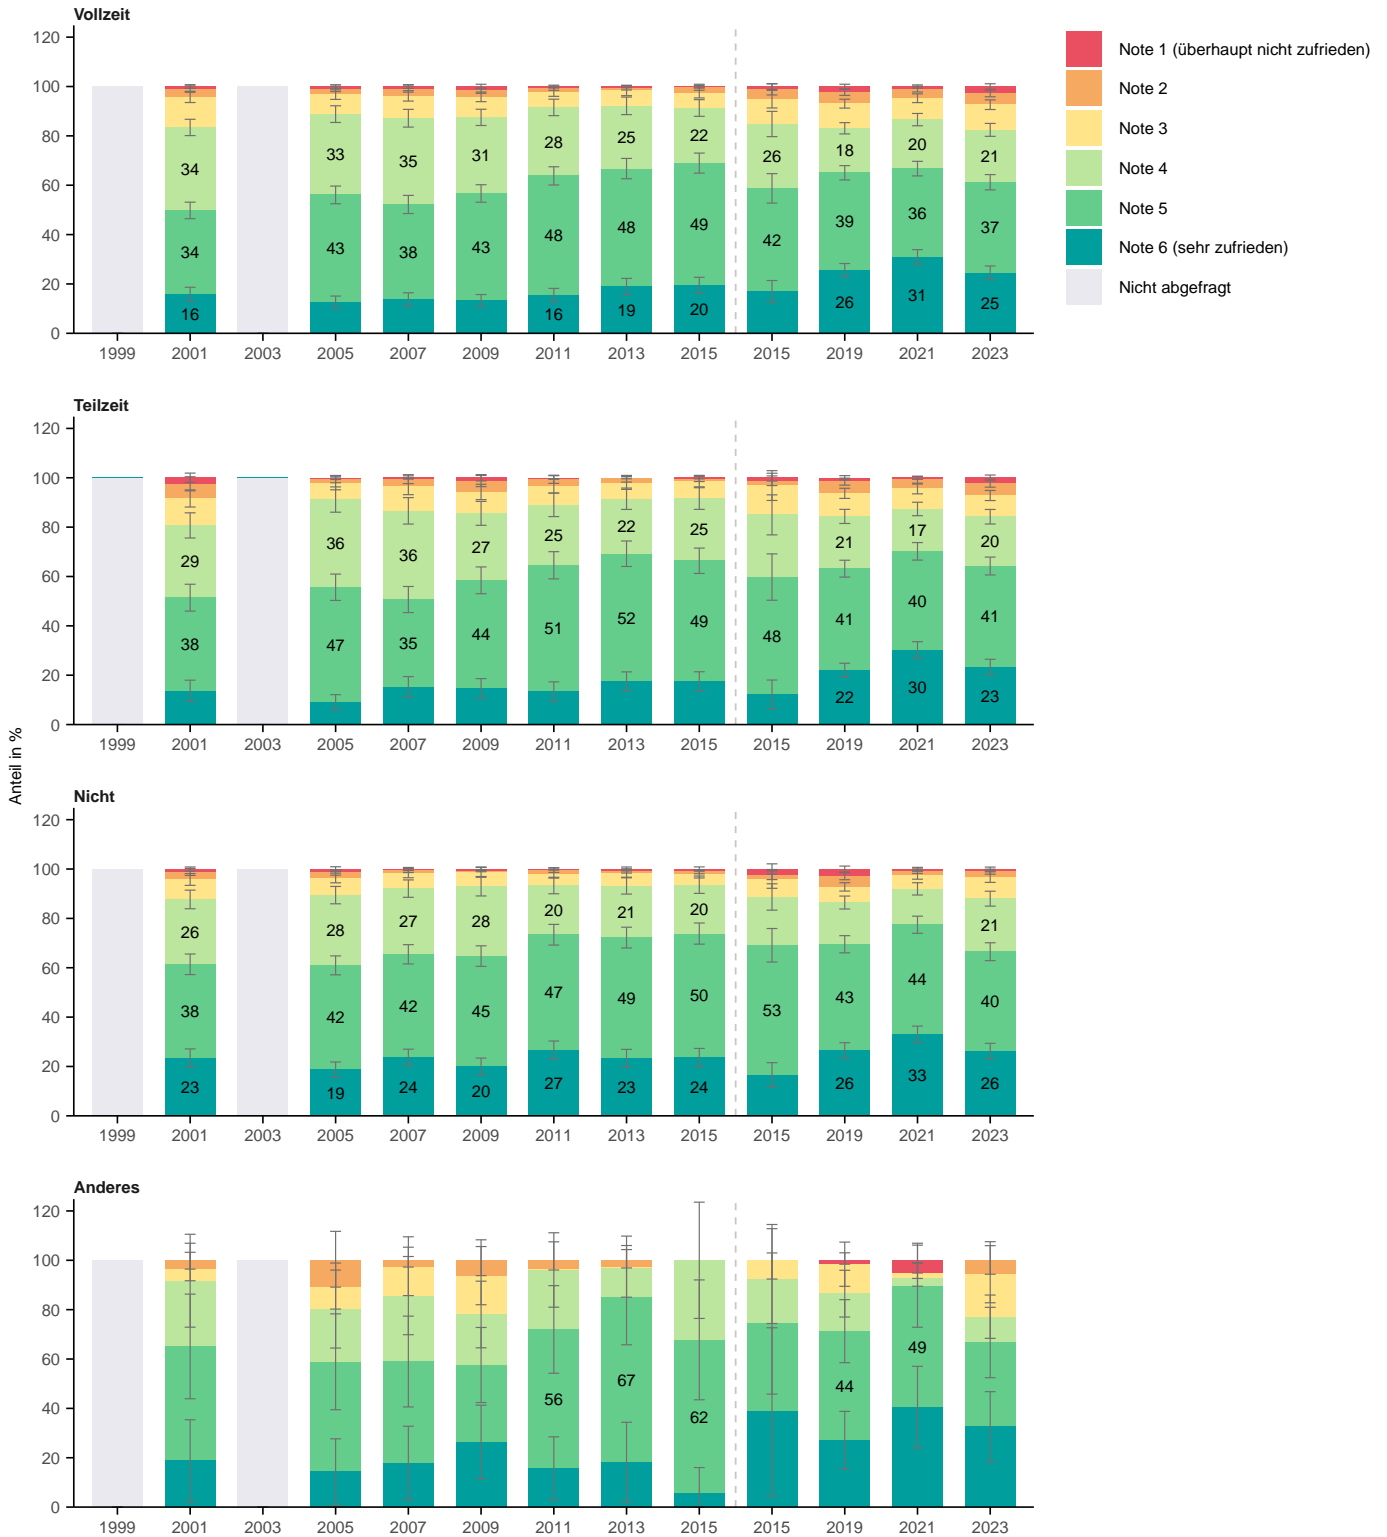 Vollzeit
120
100
80
60
40
20
0
34 33 35 31 28 25 22 26 18 20 21
34 43 38 43 48 48 49 42 39 36 37
16 16 19 20 26 31 25
1999 2001 2003 2005 2007 2009 2011 2013 2015 2015 2019 2021 2023
Note 1 (überhaupt nicht zufrieden)
Note 2
Note 3
Note 4
Note 5
Note 6 (sehr zufrieden)
Nicht abgefragt
Anteil in %
Teilzeit
120
100
80
60
40
20
0
29 36 36 27 25 22 25 21 17 20
38 47 35 44 51 52 49 48 41 40 41
22 30 23
1999 2001 2003 2005 2007 2009 2011 2013 2015 2015 2019 2021 2023
Nicht
120
100
80
60
40
20
0
26 28 27 28 20 21 20 21
38 42 42 45 47 49 50 53 43 44 40
23 19 24 20 27 23 24 26 33 26
1999 2001 2003 2005 2007 2009 2011 2013 2015 2015 2019 2021 2023
Anderes
120
100
80
60
40
20
0
56 67 62 44 49
1999 2001 2003 2005 2007 2009 2011 2013 2015 2015 2019 2021 2023